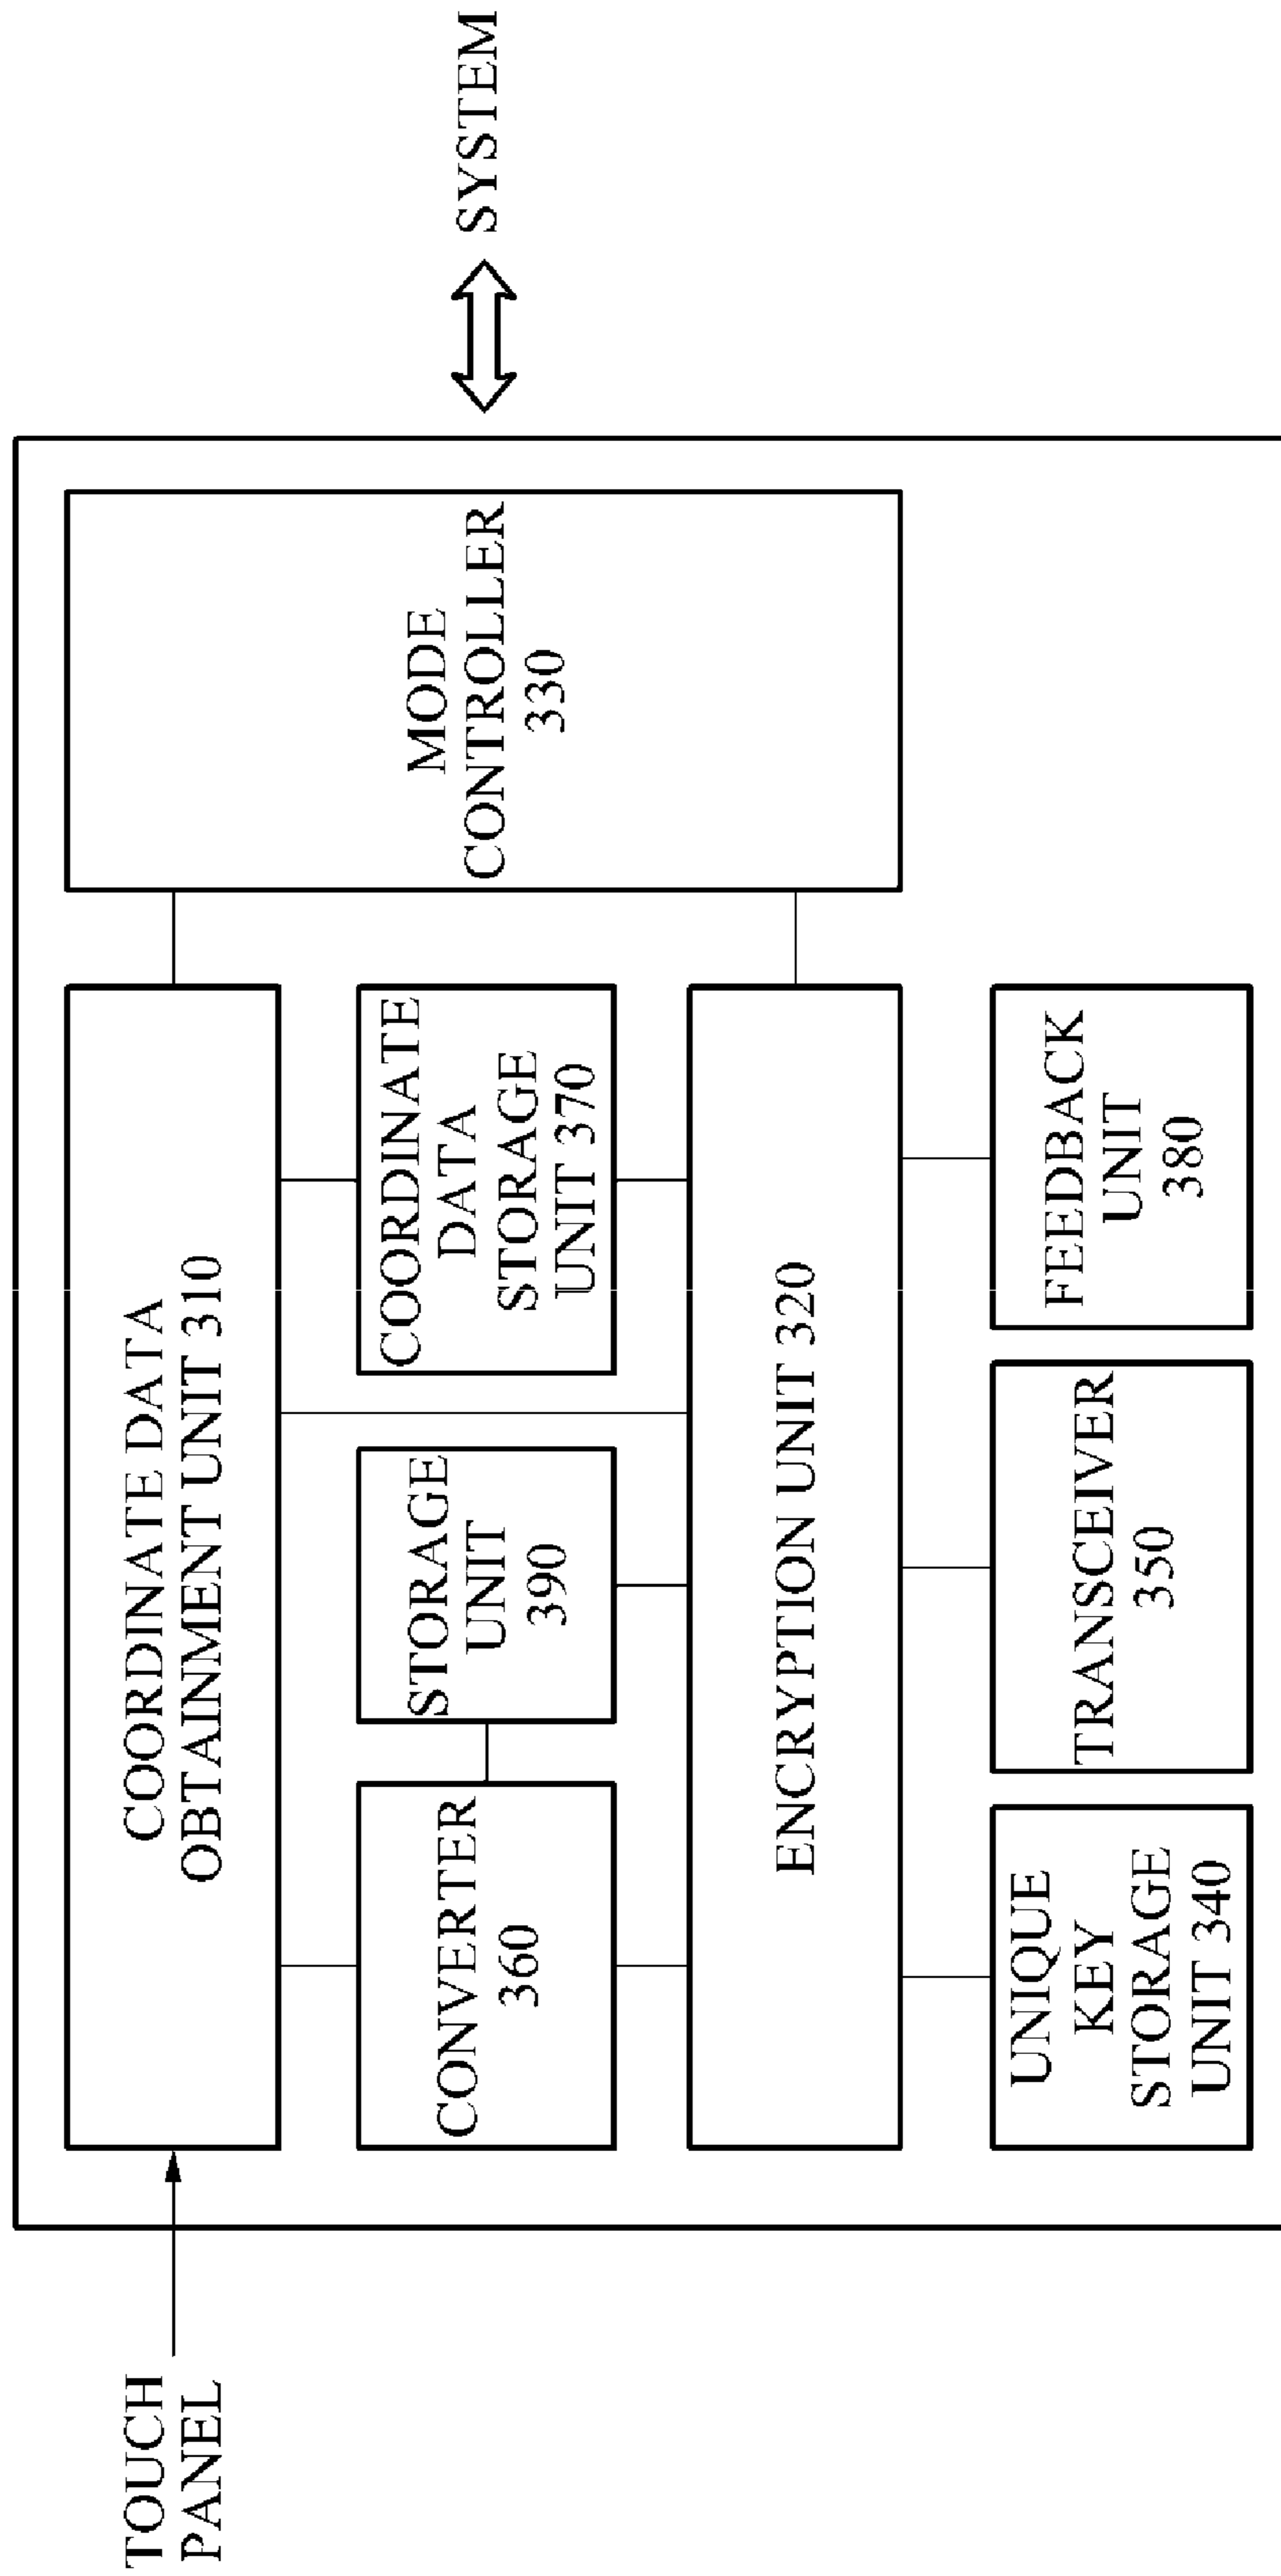 TOUCH
PANEL
COORDINATE DATA
OBTAINMENT UNIT 310
CONVERTER
360
STORAGE
UNIT
390
COORDINATE
DATA
STORAGE
UNIT 370
ENCRYPTION UNIT 320
UNIQUE
KEY
STORAGE
UNIT 340
TRANSCEIVER
350
FEEDBACK
UNIT
380
MODE
CONTROLLER
330
SYSTEM